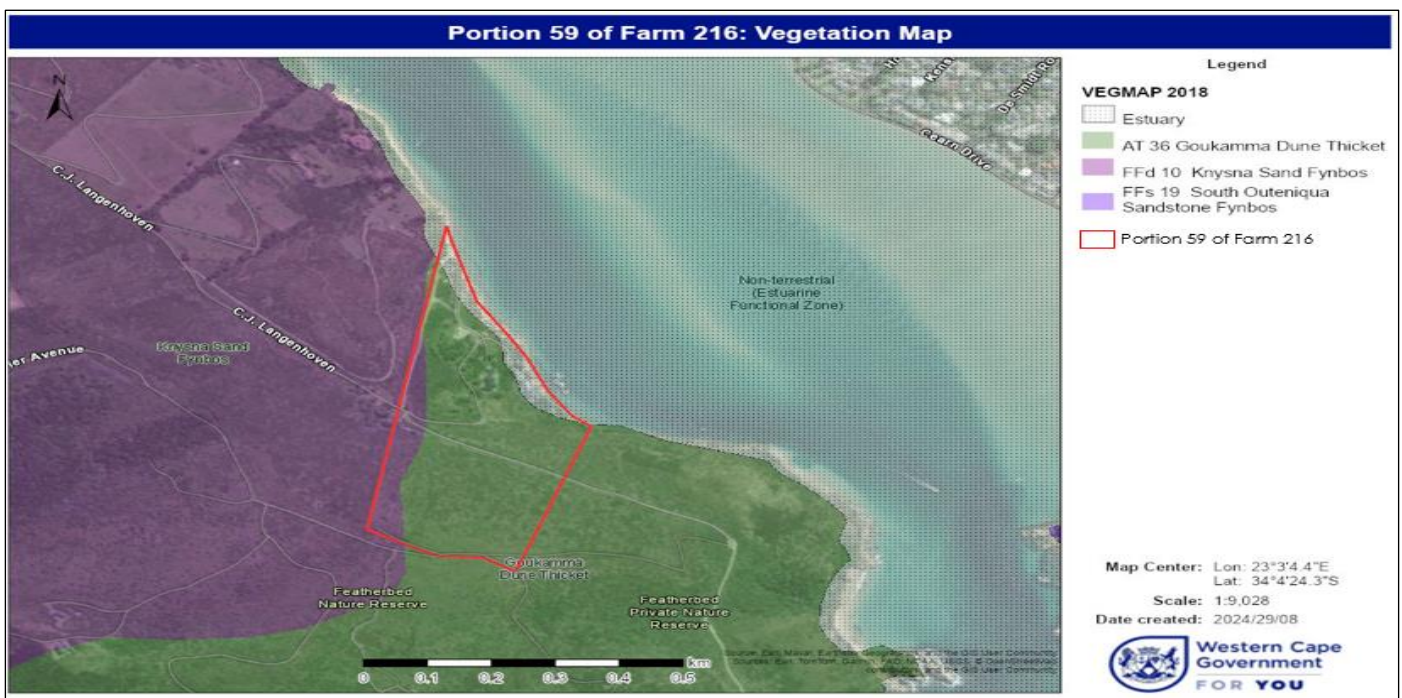 Portion 59 of Farm 216: Vegetation Map
Legend
VEGMAP 2018
Estuary
AT 36 Goukamma Dune Thicket
FFd 10 Knysna Sand Fynbos
FFs 19 South Outeniqua
Sandstone Fynbos
Portion 59 of Farm 216
N
C.J. Langenhoven
Cearn Drive
Non-terrestrial
(Estuarine
Functional Zone)
C.J. Langenhoven
Knysna Sand
Fynbos
Avenue
Goukamma
Dune Thicket
Featherbed
Nature Reserve
Featherbed
Private Nature
Reserve
km
0 0.1 0.2 0.3 0.4 0.5
Map Center: Lon: 23°3'4.4"E
Lat: 34°4'24.3"S
Scale: 1:9,028
Date created: 2024/29/08
Western Cape
Government
FOR YOU